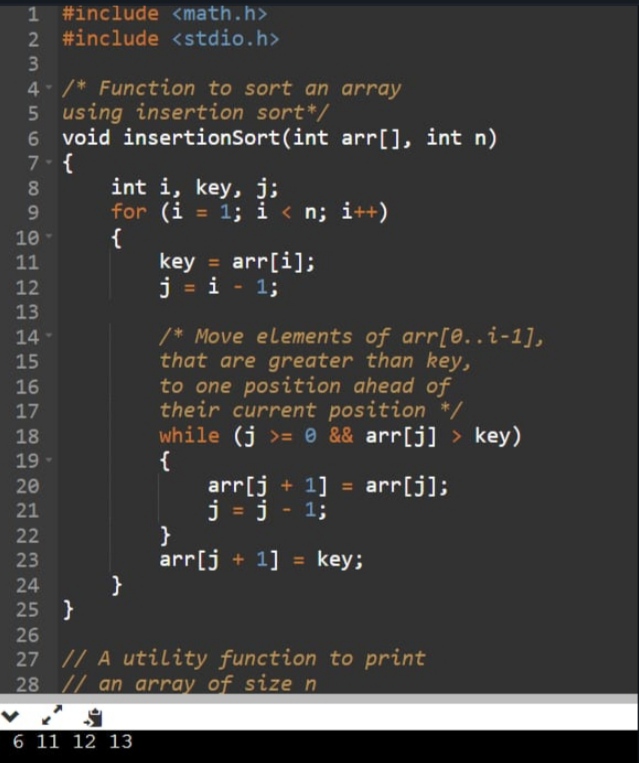 1 #include <math.h>
2 #include <stdio.h>
3
4 /* Function to sort an array
5 using insertion sort*/
6 void insertionSort(int arr[], int n)
7 {
8     int i, key, j;
9     for (i = 1; i < n; i++)
10     {
11         key = arr[i];
12         j = i - 1;
13
14         /* Move elements of arr[0..i-1],
15         that are greater than key,
16         to one position ahead of
17         their current position */
18         while (j >= 0 && arr[j] > key)
19         {
20             arr[j + 1] = arr[j];
21             j = j - 1;
22         }
23         arr[j + 1] = key;
24     }
25 }
26
27 // A utility function to print
28 // an array of size n
6 11 12 13